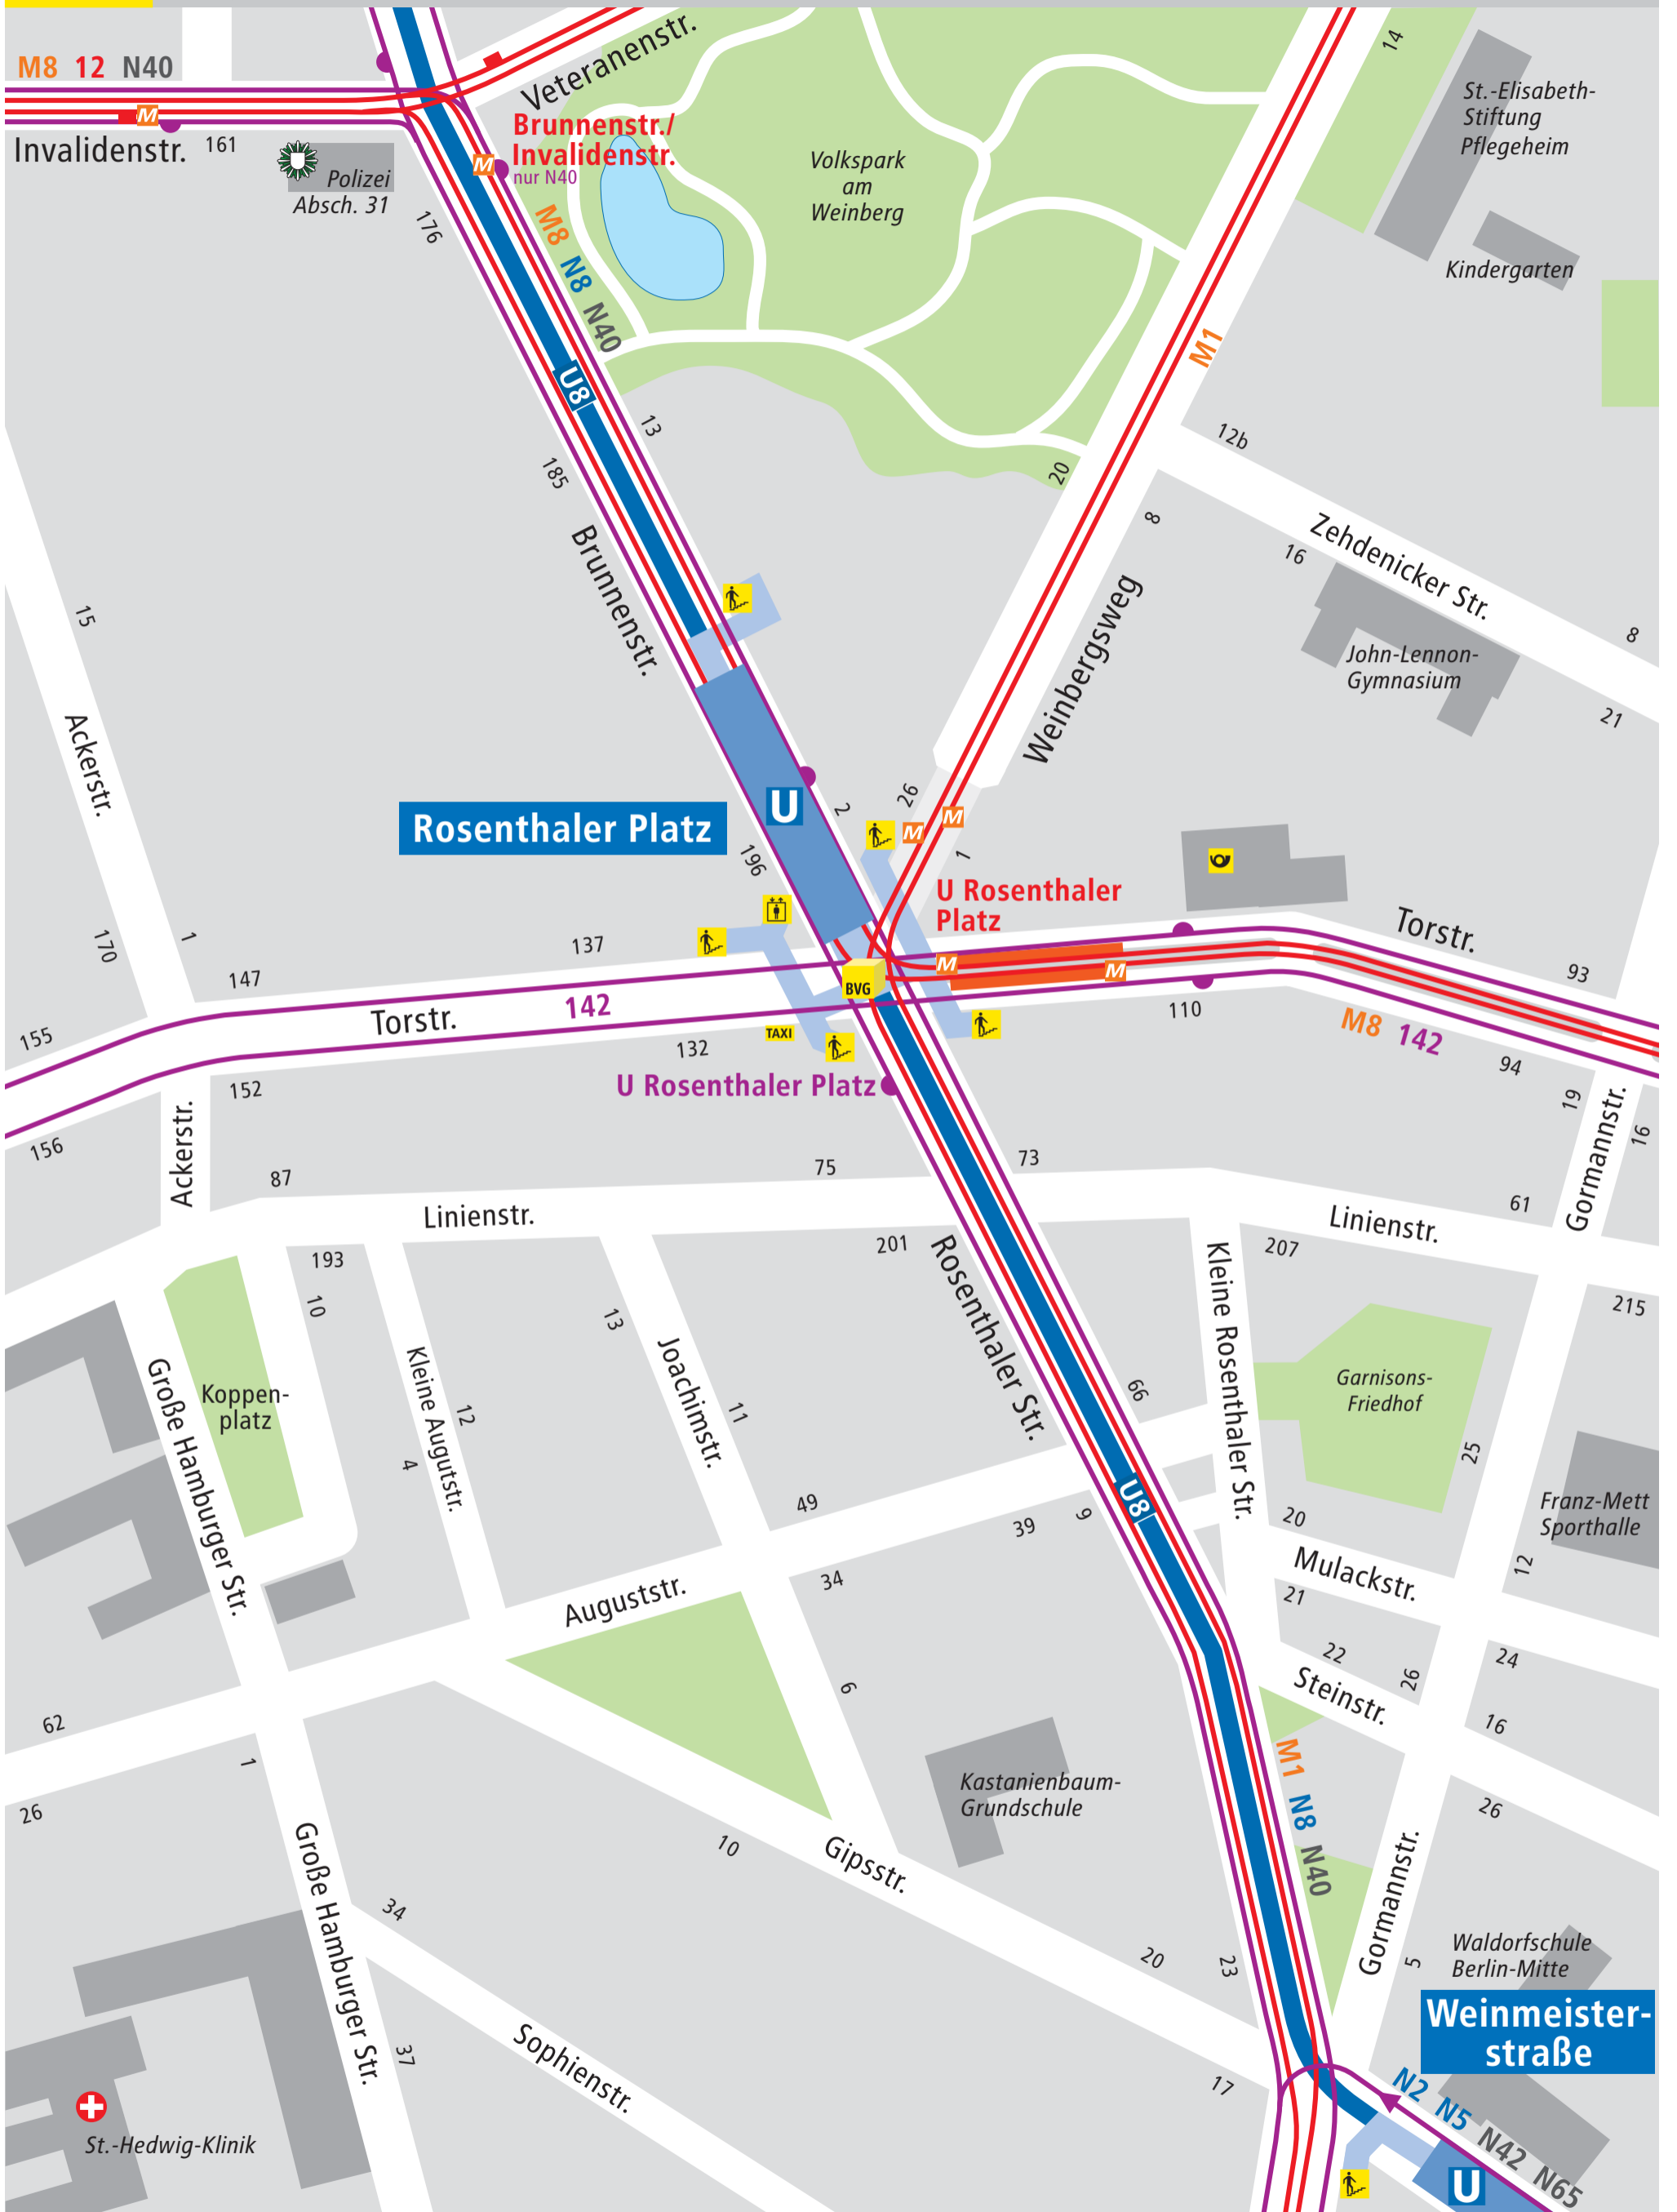 M8 12 N40
Invalidenstr.
161
Polizei
Absch. 31
176
Veteranenstr.
M
M
Brunnenstr./
Invalidenstr.
nur N40
M8 N8 N40
U8
Volkspark
am
Weinberg
14
St.-Elisabeth-
Stiftung
Pflegeheim
Kindergarten
M1
13
185
Brunnenstr.
20
8
12b
Zehdenicker Str.
16
8
21
John-Lennon-
Gymnasium
Weinbergsweg
15
Ackerstr.
170
1
Rosenthaler Platz
U
2
196
26
M
M
1
U Rosenthaler
Platz
M
M
Torstr.
93
137
147
155
142
Torstr.
BVG
TAXI
132
152
156
110
M8 142
94
19
16
Gormannstr.
U Rosenthaler Platz
Ackerstr.
87
75
73
61
Linienstr.
Linienstr.
193
201
207
215
10
13
Koppen-
platz
Große Hamburger Str.
Kleine Augutstr.
12
4
Joachimstr.
11
Rosenthaler Str.
66
Kleine Rosenthaler Str.
Garnisons-
Friedhof
25
Franz-Mett
Sporthalle
12
U8
49
39
9
34
20
Mulackstr.
21
22
Steinstr.
26
24
16
26
Auguststr.
6
62
26
1
Kastanienbaum-
Grundschule
M1 N8 N40
Gipsstr.
10
20
23
17
Gormannstr.
5
Waldorfschule
Berlin-Mitte
Weinmeister-
straße
N2 N5 N42 N65
U
Große Hamburger Str.
34
37
Sophienstr.
St.-Hedwig-Klinik